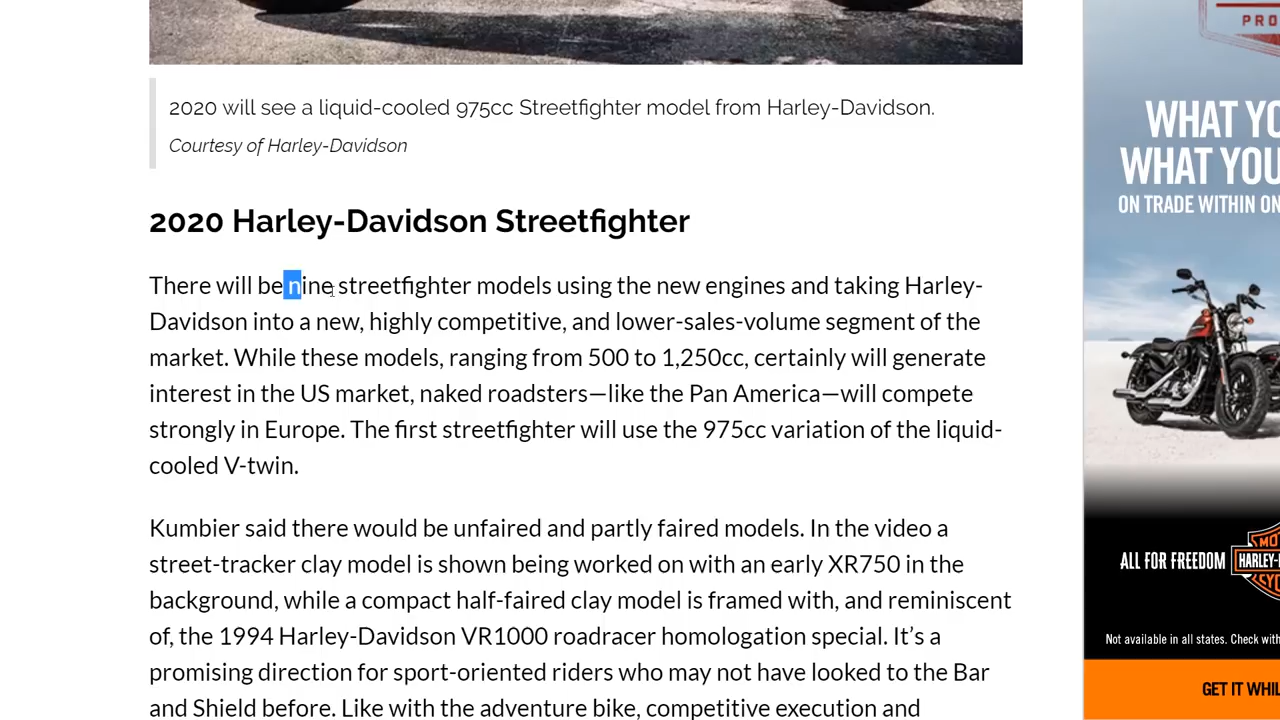 2020 will see a liquid-cooled 975cc Streetfighter model from Harley-Davidson.
Courtesy of Harley-Davidson
2020 Harley-Davidson Streetfighter
There will be nine streetfighter models using the new engines and taking Harley-
Davidson into a new, highly competitive, and lower-sales-volume segment of the
market. While these models, ranging from 500 to 1,250cc, certainly will generate
interest in the US market, naked roadsters—like the Pan America—will compete
strongly in Europe. The first streetfighter will use the 975cc variation of the liquid-
cooled V-twin.
Kumbier said there would be unfaired and partly faired models. In the video a
street-tracker clay model is shown being worked on with an early XR750 in the
background, while a compact half-faired clay model is framed with, and reminiscent
of, the 1994 Harley-Davidson VR1000 roadracer homologation special. It’s a
promising direction for sport-oriented riders who may not have looked to the Bar
and Shield before. Like with the adventure bike, competitive execution and
PRO
WHAT YO
WHAT YOU
ON TRADE WITHIN ON
ALL FOR FREEDOM
MO
HARLEY-
CYC
Not available in all states. Check with
GET IT WHIL